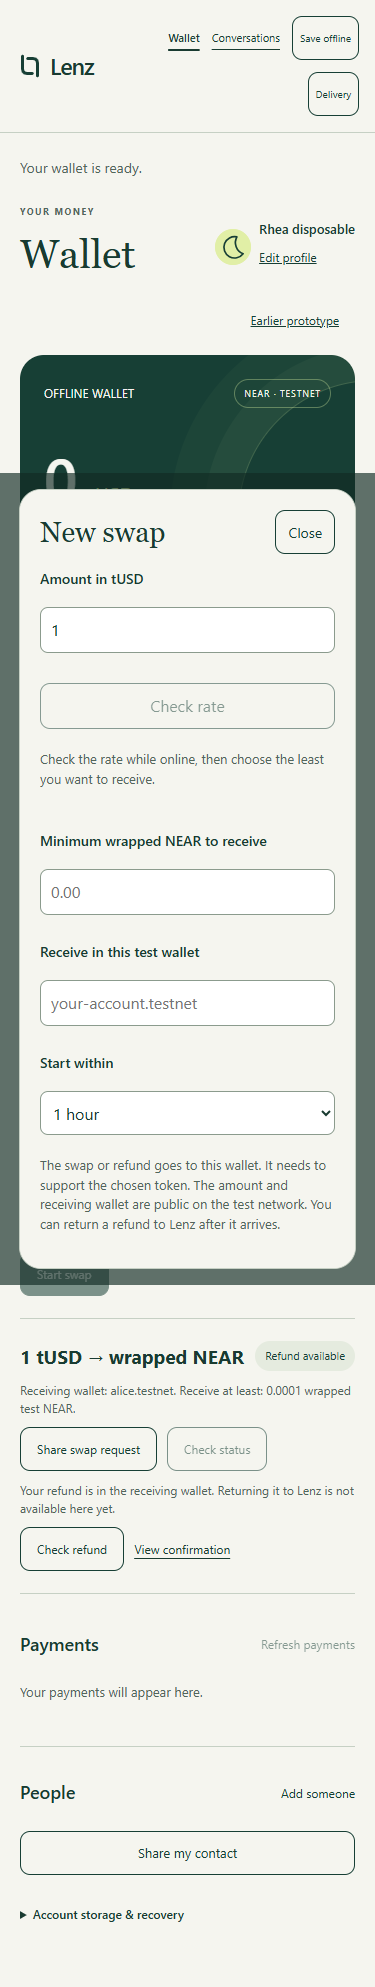 Lenz
Wallet
Conversations
Save offline
Delivery
Your wallet is ready.
YOUR MONEY
Wallet
Rhea disposable
Edit profile
Earlier prototype
OFFLINE WALLET
NEAR · TESTNET
0
New swap
Close
Amount in tUSD
1
Check rate
Check the rate while online, then choose the least
you want to receive.
Minimum wrapped NEAR to receive
0.00
Receive in this test wallet
your-account.testnet
Start within
1 hour
The swap or refund goes to this wallet. It needs to
support the chosen token. The amount and
receiving wallet are public on the test network. You
can return a refund to Lenz after it arrives.
Start swap
1 tUSD → wrapped NEAR
Refund available
Receiving wallet: alice.testnet. Receive at least: 0.0001 wrapped
test NEAR.
Share swap request
Check status
Your refund is in the receiving wallet. Returning it to Lenz is not
available here yet.
Check refund
View confirmation
Payments
Refresh payments
Your payments will appear here.
People
Add someone
Share my contact
Account storage & recovery